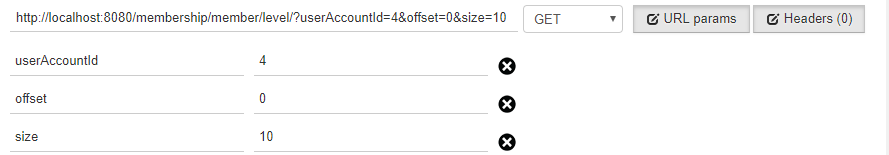 http://localhost:8080/membership/member/level/?userAccountId=4&offset=0&size=10 GET URL params Headers (0)
userAccountId 4
offset 0
size 10